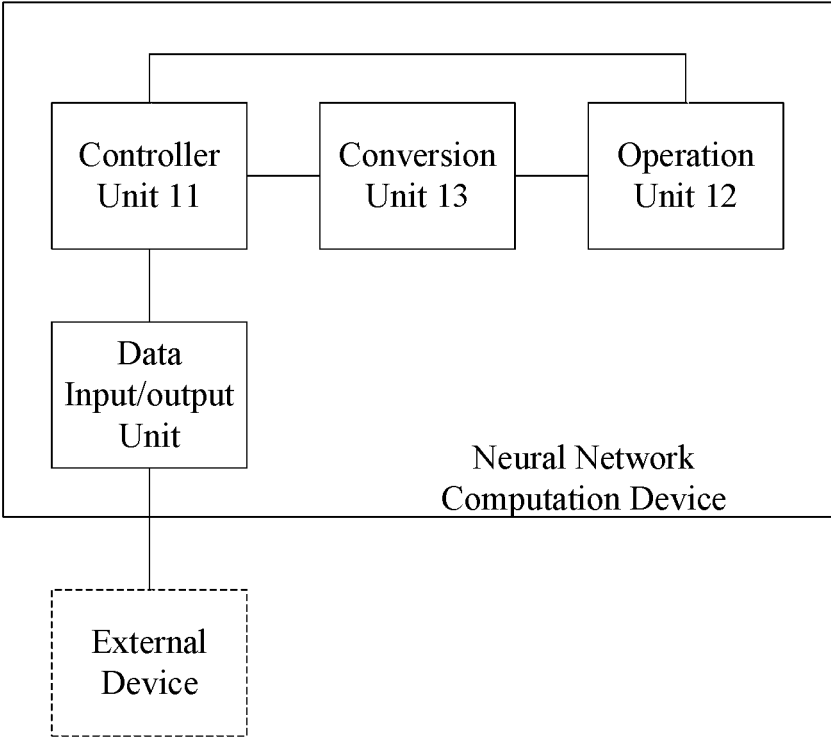 Controller
Unit 11
Conversion
Unit 13
Operation
Unit 12
Data
Input/output
Unit
Neural Network
Computation Device
External
Device